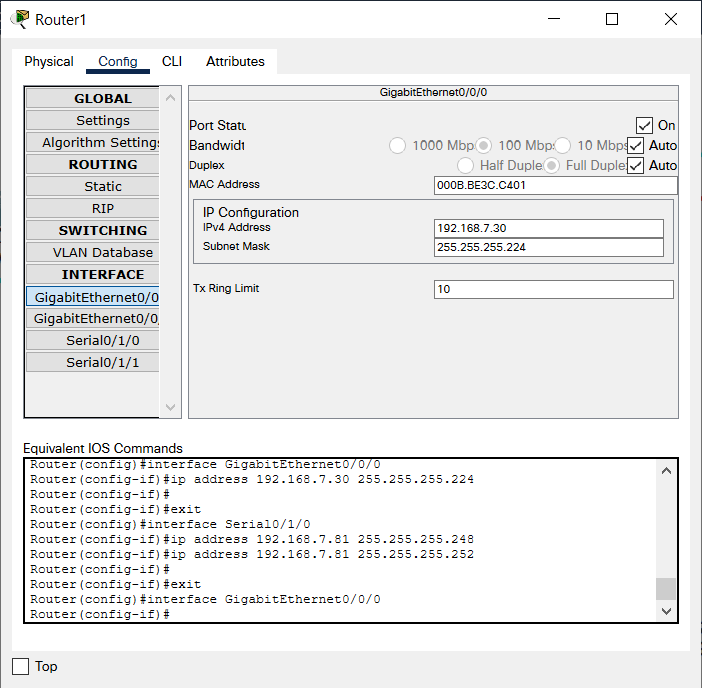 Router1
Physical Config CLI Attributes
GLOBAL
Settings
Algorithm Settings
ROUTING
Static
RIP
SWITCHING
VLAN Database
INTERFACE
GigabitEthernet0/0
GigabitEthernet0/0
Serial0/1/0
Serial0/1/1
GigabitEthernet0/0/0
Port Statu On
Bandwidt 1000 Mbp 100 Mbp 10 Mbps Auto
Duplex Half Duple Full Duple Auto
MAC Address 000B.BE3C.C401
IP Configuration
IPv4 Address 192.168.7.30
Subnet Mask 255.255.255.224
Tx Ring Limit 10
Equivalent IOS Commands
Router(config)#interface GigabitEthernet0/0/0
Router(config-if)#ip address 192.168.7.30 255.255.255.224
Router(config-if)#
Router(config-if)#exit
Router(config)#interface Serial0/1/0
Router(config-if)#ip address 192.168.7.81 255.255.255.248
Router(config-if)#ip address 192.168.7.81 255.255.255.252
Router(config-if)#
Router(config-if)#exit
Router(config)#interface GigabitEthernet0/0/0
Router(config-if)#
Top